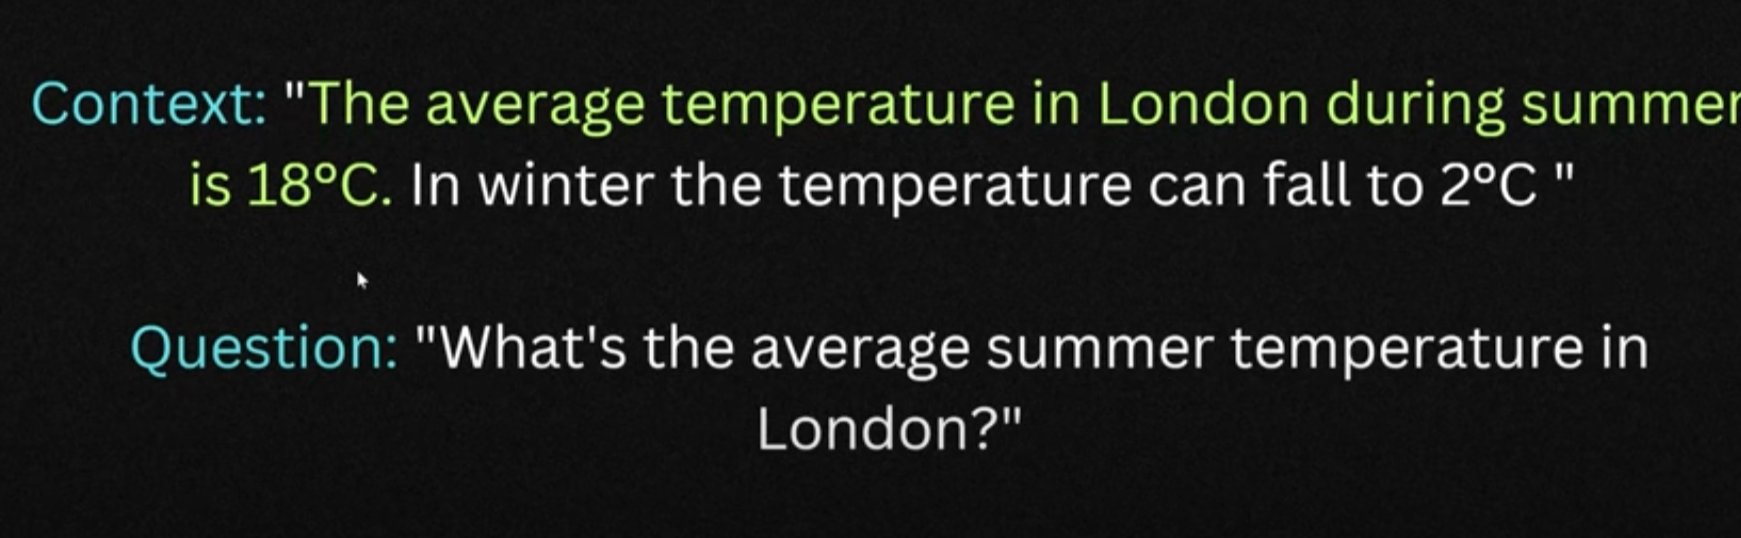 Context: "The average temperature in London during summer
is 18°C. In winter the temperature can fall to 2°C "
Question: "What's the average summer temperature in
London?"